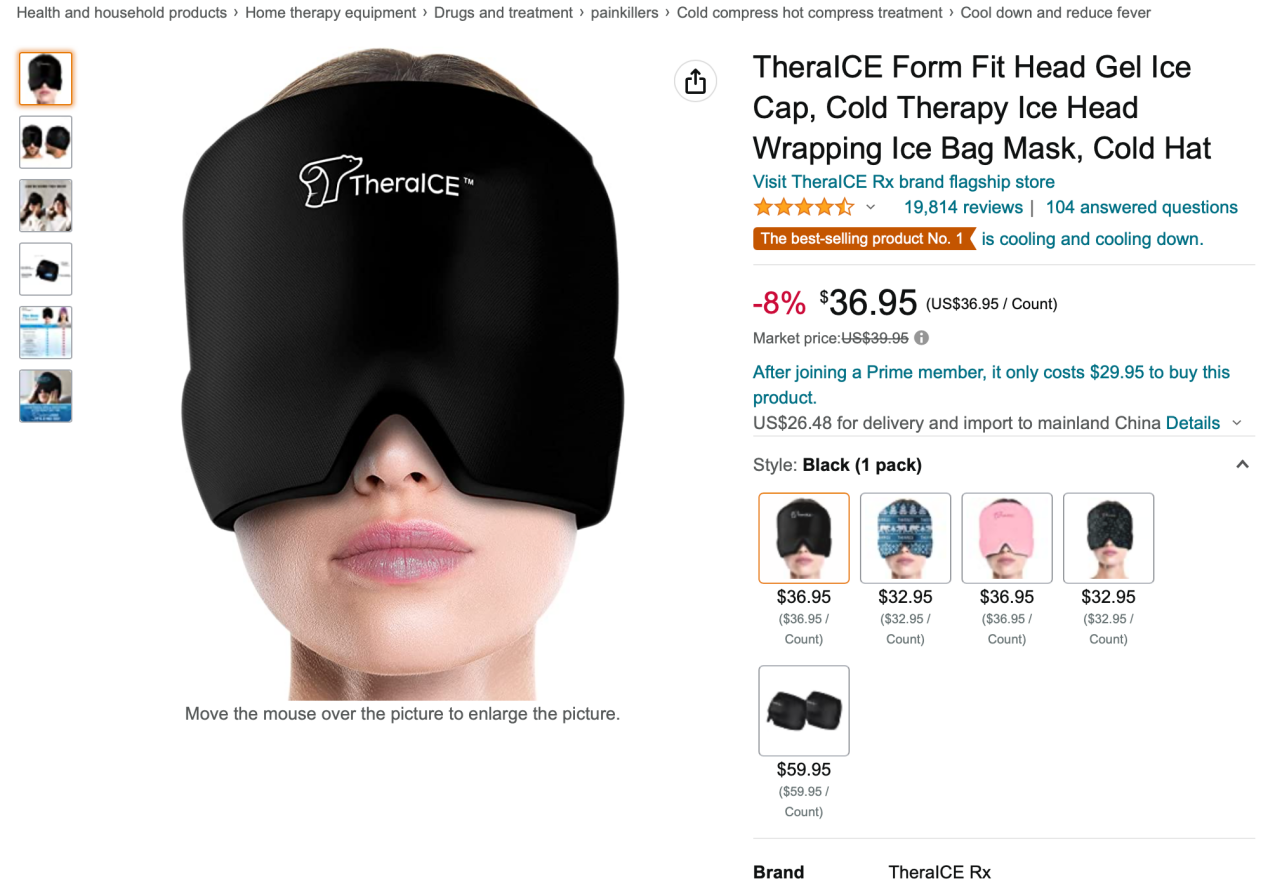 Health and household products › Home therapy equipment › Drugs and treatment › painkillers › Cold compress hot compress treatment › Cool down and reduce fever
TheraICE Form Fit Head Gel Ice
Cap, Cold Therapy Ice Head
Wrapping Ice Bag Mask, Cold Hat
Visit TheraICE Rx brand flagship store
19,814 reviews | 104 answered questions
The best-selling product No. 1 is cooling and cooling down.
TheraICE™
-8% $36.95 (US$36.95 / Count)
Market price:US$39.95
After joining a Prime member, it only costs $29.95 to buy this
product.
US$26.48 for delivery and import to mainland China Details
Style: Black (1 pack)
$36.95 $32.95 $36.95 $32.95
($36.95 / ($32.95 / ($36.95 / ($32.95 /
Count) Count) Count) Count)
Move the mouse over the picture to enlarge the picture.
$59.95
($59.95 /
Count)
Brand TheraICE Rx